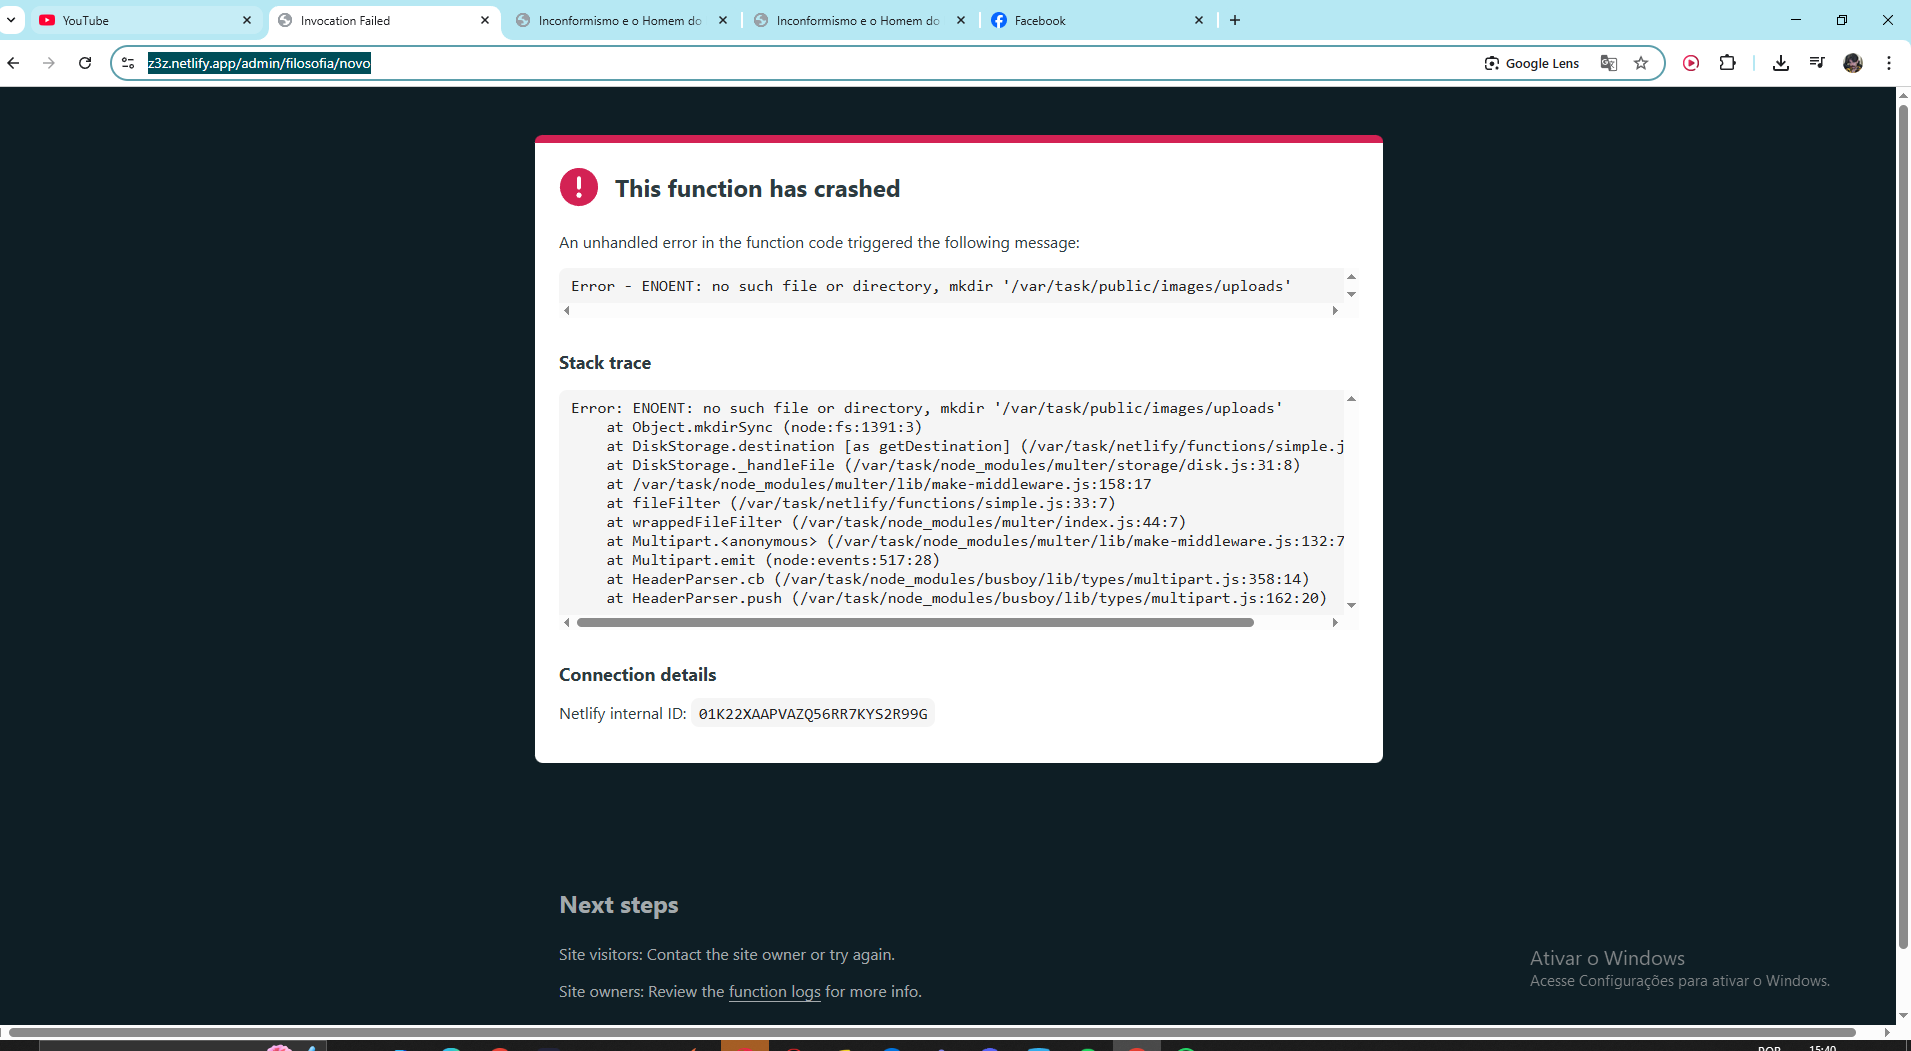 YouTube
Invocation Failed
Inconformismo e o Homem do
Inconformismo e o Homem do
Facebook
z3z.netlify.app/admin/filosofia/novo
Google Lens
This function has crashed
An unhandled error in the function code triggered the following message:
Error - ENOENT: no such file or directory, mkdir '/var/task/public/images/uploads'
Stack trace
Error: ENOENT: no such file or directory, mkdir '/var/task/public/images/uploads'
at Object.mkdirSync (node:fs:1391:3)
at DiskStorage.destination [as getDestination] (/var/task/netlify/functions/simple.j
at DiskStorage._handleFile (/var/task/node_modules/multer/storage/disk.js:31:8)
at /var/task/node_modules/multer/lib/make-middleware.js:158:17
at fileFilter (/var/task/netlify/functions/simple.js:33:7)
at wrappedFileFilter (/var/task/node_modules/multer/index.js:44:7)
at Multipart.<anonymous> (/var/task/node_modules/multer/lib/make-middleware.js:132:7
at Multipart.emit (node:events:517:28)
at HeaderParser.cb (/var/task/node_modules/busboy/lib/types/multipart.js:358:14)
at HeaderParser.push (/var/task/node_modules/busboy/lib/types/multipart.js:162:20)
Connection details
Netlify internal ID: 01K22XAAPVAZQ56RR7KYS2R99G
Next steps
Site visitors: Contact the site owner or try again.
Site owners: Review the function logs for more info.
Ativar o Windows
Acesse Configurações para ativar o Windows.
POR 15:40